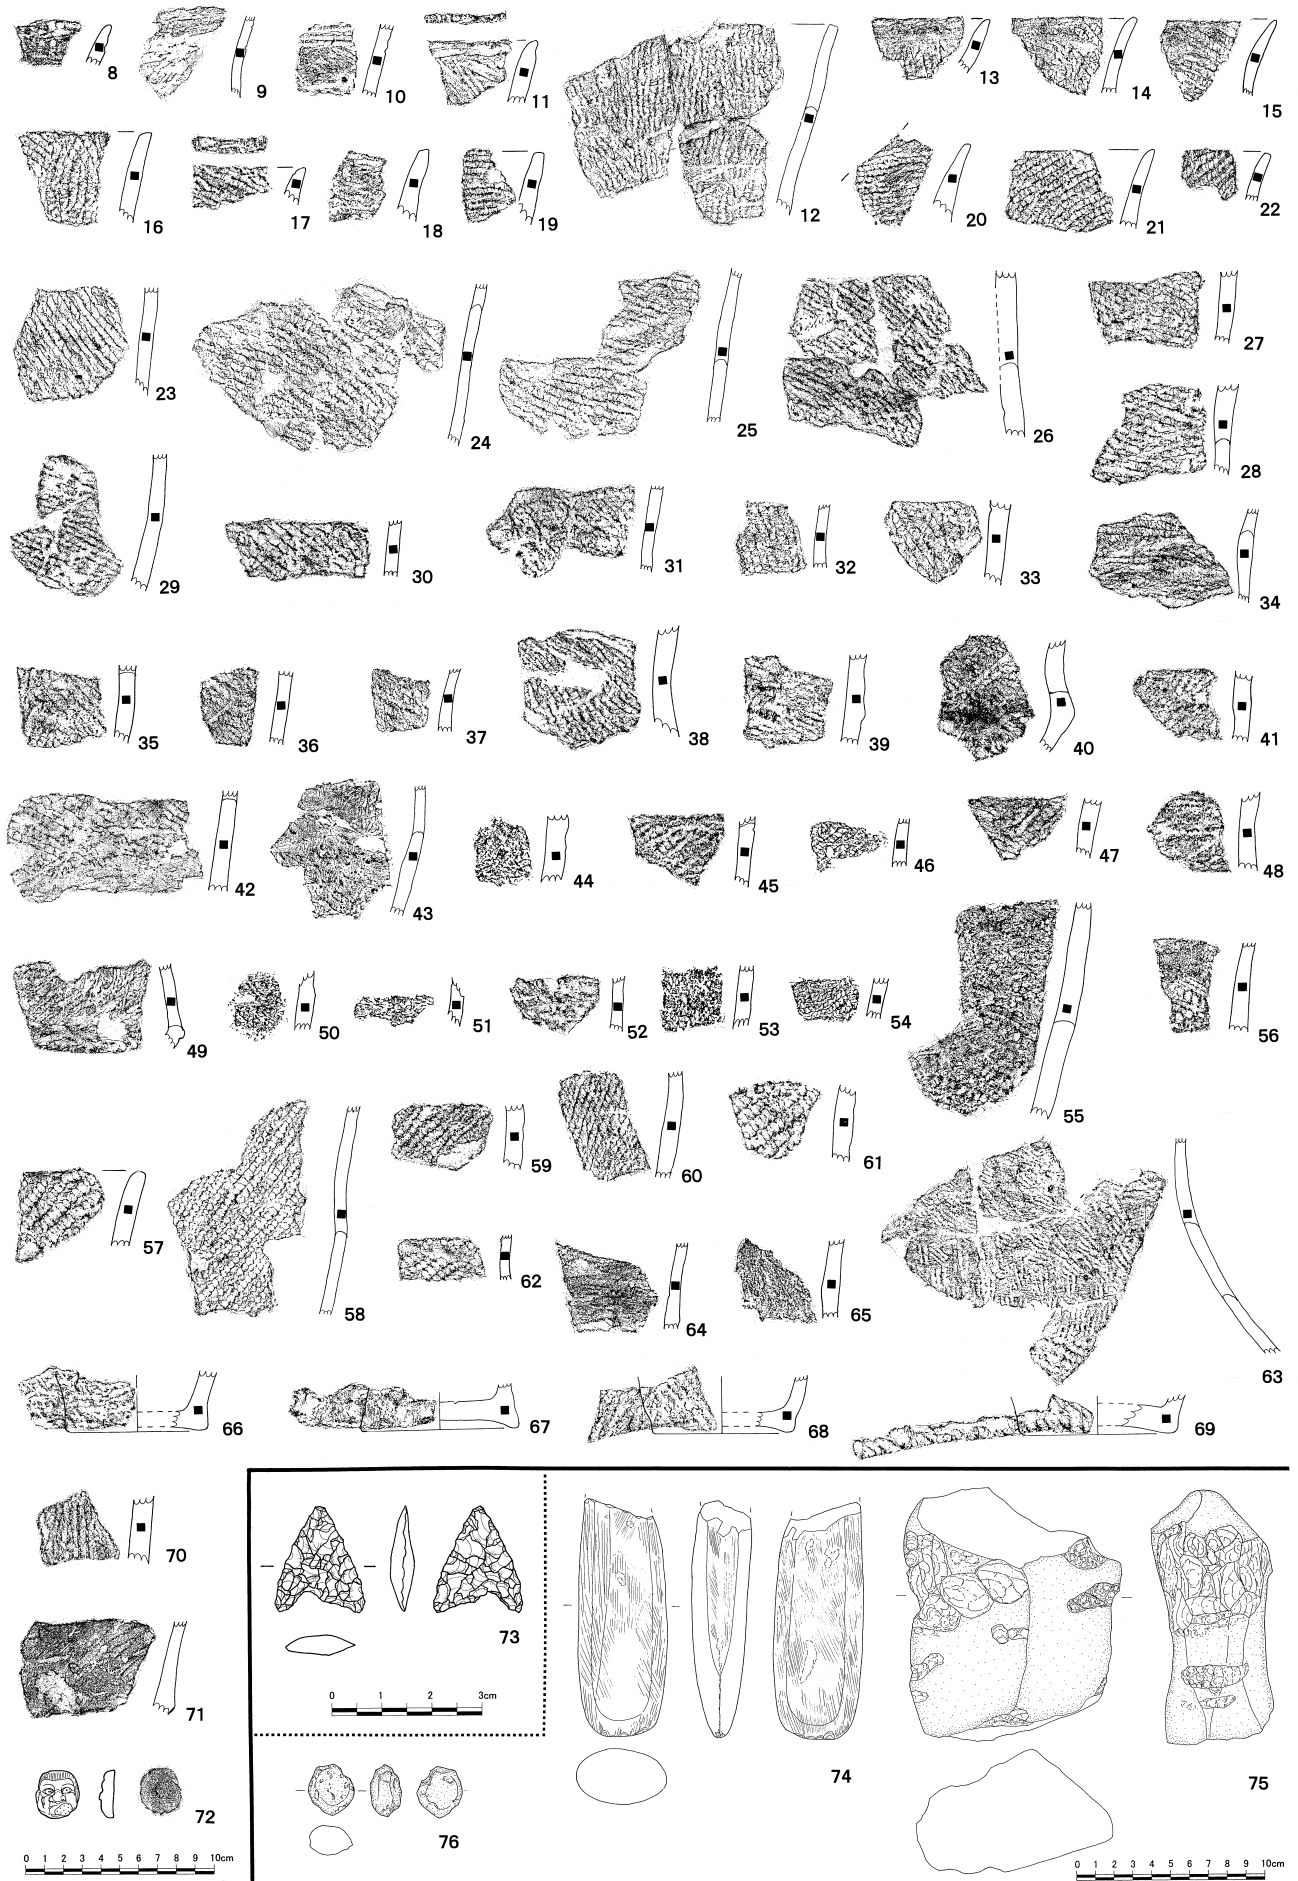 8 9 10 11 12 13 14 15
16 17 18 19 20 21 22
23 24 25 26 27 28
29 30 31 32 33 34
35 36 37 38 39 40 41
42 43 44 45 46 47 48
49 50 51 52 53 54 55 56
57 58 59 60 61
62 63 64 65
66 67 68 69
70
71
72
0 1 2 3 4 5 6 7 8 9 10cm
73
0 1 2 3cm
74
75
76
0 1 2 3 4 5 6 7 8 9 10cm